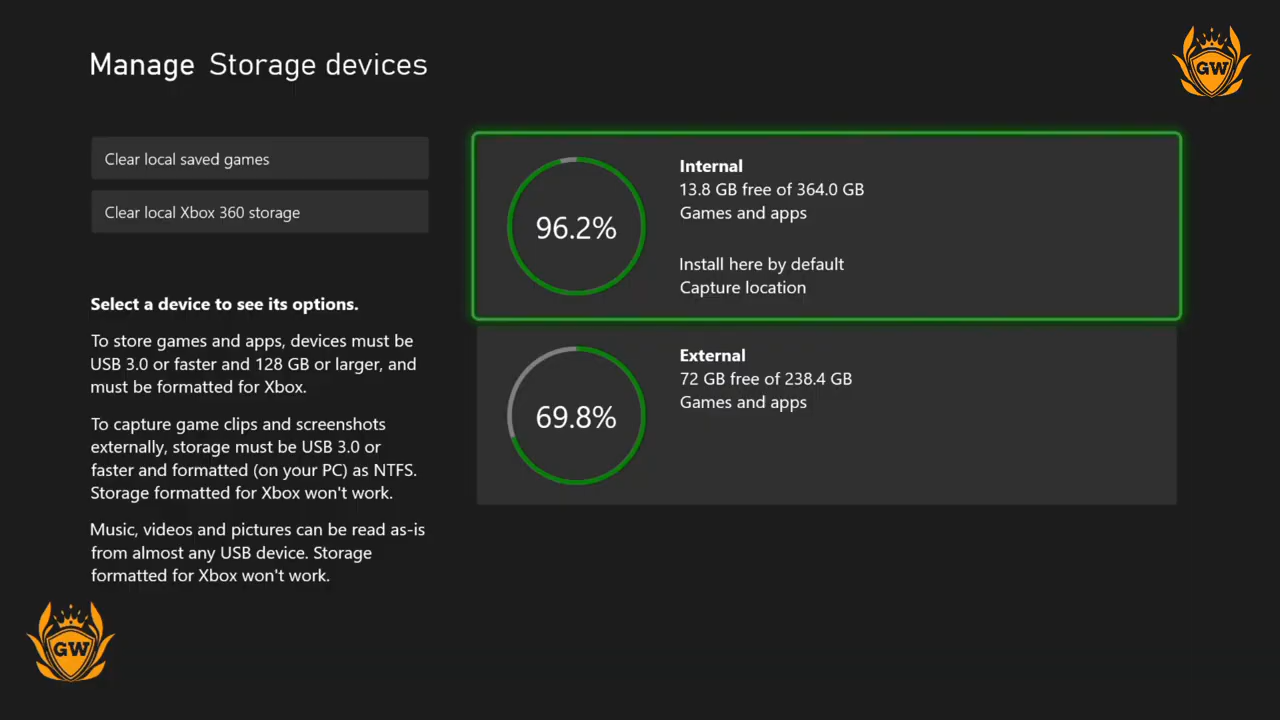 Manage Storage devices
GW
Clear local saved games
Clear local Xbox 360 storage
Select a device to see its options.
To store games and apps, devices must be
USB 3.0 or faster and 128 GB or larger, and
must be formatted for Xbox.
To capture game clips and screenshots
externally, storage must be USB 3.0 or
faster and formatted (on your PC) as NTFS.
Storage formatted for Xbox won't work.
Music, videos and pictures can be read as-is
from almost any USB device. Storage
formatted for Xbox won't work.
96.2%
Internal
13.8 GB free of 364.0 GB
Games and apps
Install here by default
Capture location
69.8%
External
72 GB free of 238.4 GB
Games and apps
GW